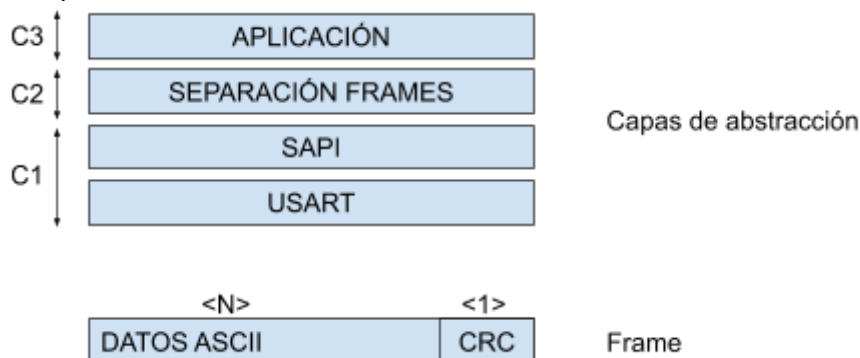 C3 APLICACIÓN
C2 SEPARACIÓN FRAMES
Capas de abstracción
SAPI
C1
USART
<N> <1>
DATOS ASCII CRC Frame